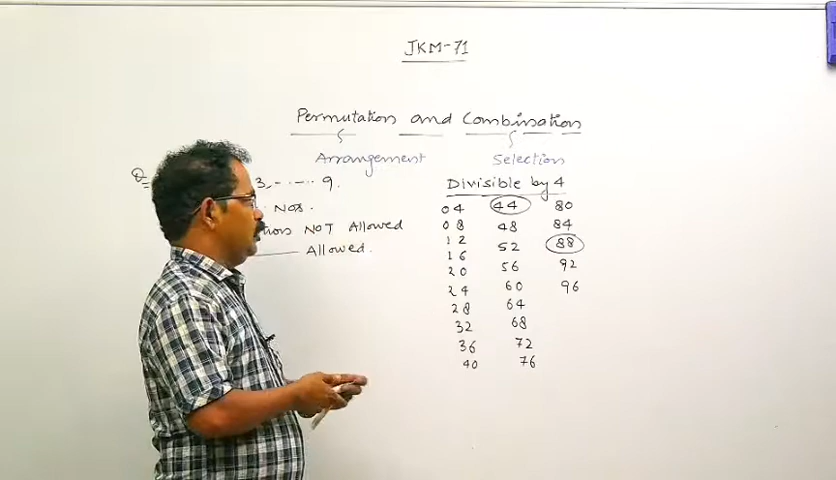 JKM-71
Permutation and Combination
Arrangement Selection
Q 3, - - - - 9.
Nos.
NOT Allowed
Allowed.
Divisible by 4
04 44 80
08 48 84
12 52 88
16 56 92
20 60 96
24 64
28 68
32 72
36 76
40